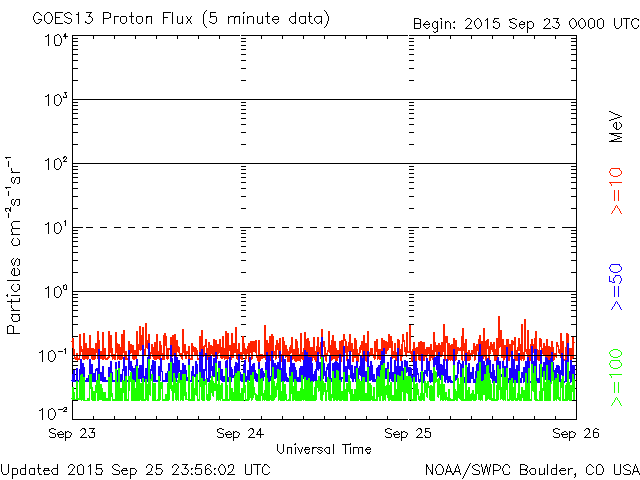 GOES13 Proton Flux (5 minute data)
Begin: 2015 Sep 23 0000 UTC
10⁴
10³
10²
10¹
10⁰
10⁻¹
10⁻²
Particles cm⁻²s⁻¹sr⁻¹
MeV
>=10
>=50
>=100
Sep 23
Sep 24
Sep 25
Sep 26
Universal Time
Updated 2015 Sep 25 23:56:02 UTC
NOAA/SWPC Boulder, CO USA